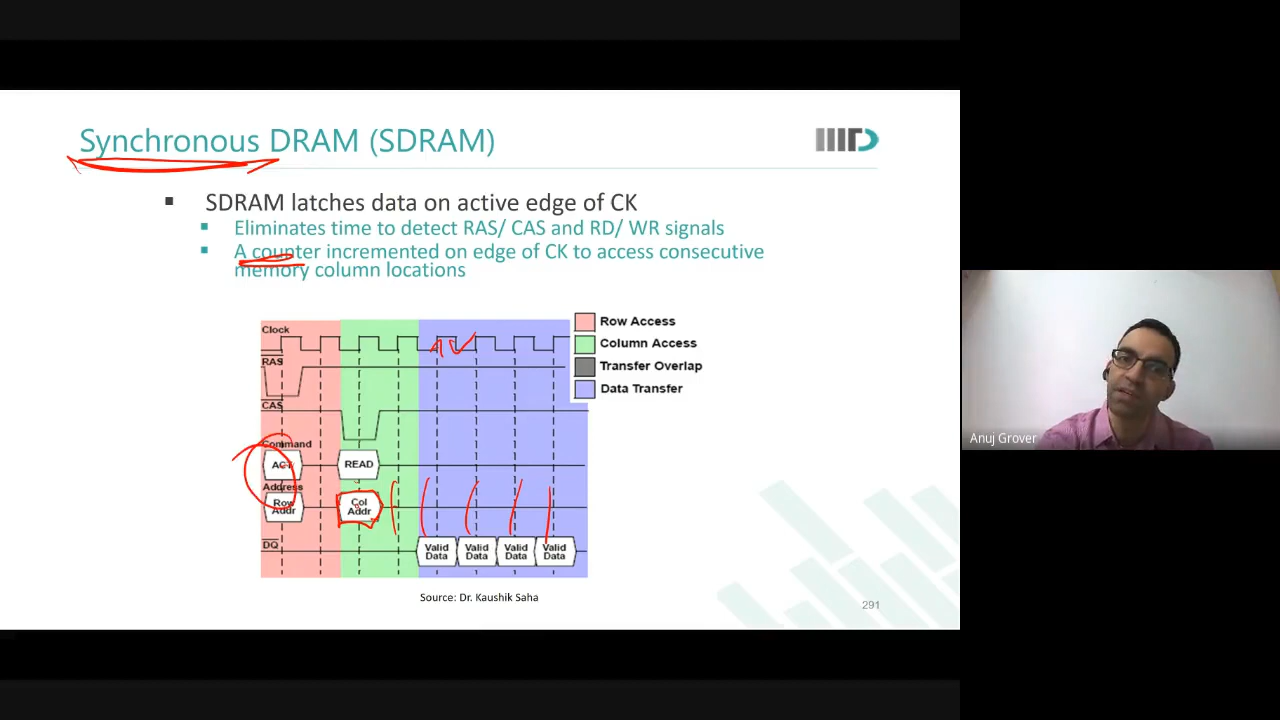 Synchronous DRAM (SDRAM)
IIITD
SDRAM latches data on active edge of CK
Eliminates time to detect RAS/ CAS and RD/ WR signals
A counter incremented on edge of CK to access consecutive
memory column locations
Clock
RAS
CAS
Command
ACT
READ
Address
Row
Addr
Col
Addr
DQ
Valid
Data
Valid
Data
Valid
Data
Valid
Data
Row Access
Column Access
Transfer Overlap
Data Transfer
Source: Dr. Kaushik Saha
291
Anuj Grover